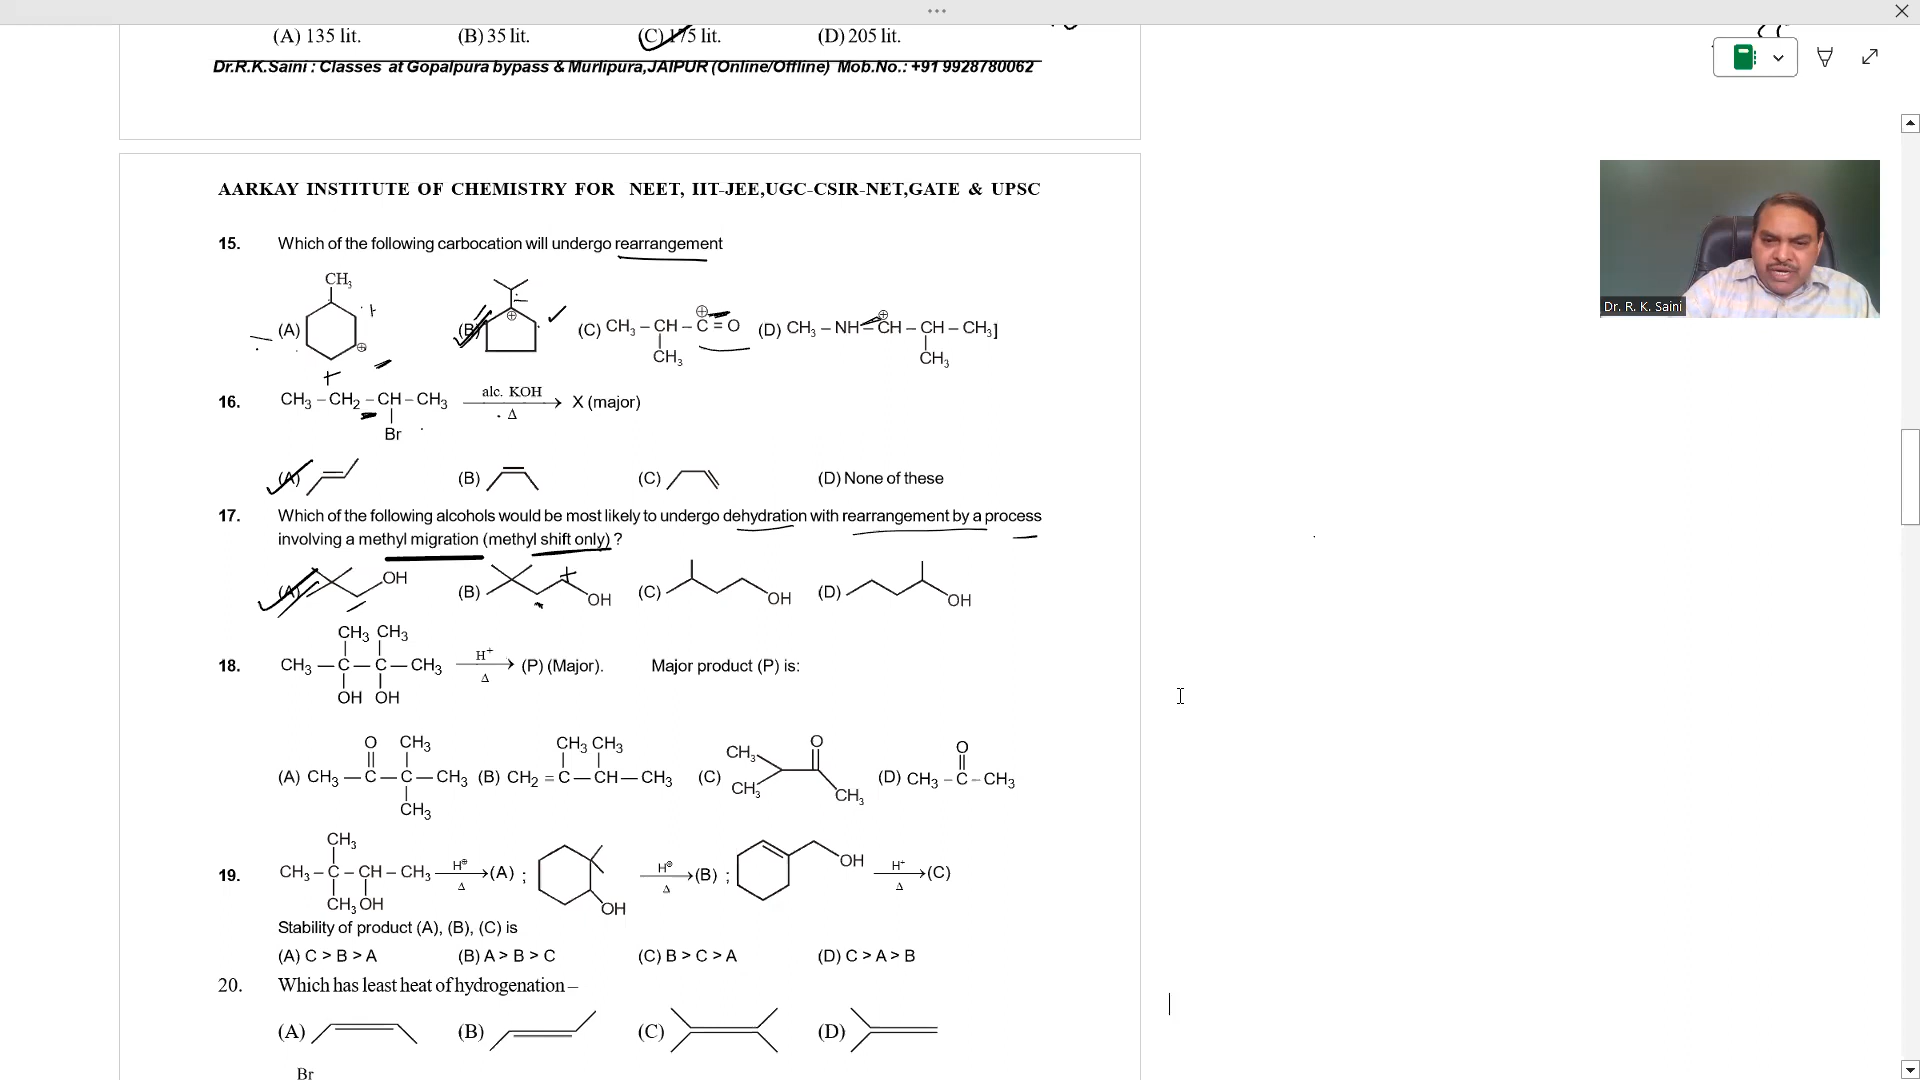 (A) 135 lit. (B) 35 lit. (C) 175 lit. (D) 205 lit.
Dr.R.K.Saini : Classes at Gopalpura bypass & Murlipura,JAIPUR (Online/Offline) Mob.No.: +91 9928780062
AARKAY INSTITUTE OF CHEMISTRY FOR NEET, IIT-JEE,UGC-CSIR-NET,GATE & UPSC
Dr. R. K. Saini
15. Which of the following carbocation will undergo rearrangement
CH3
(A) (B) ⊕ (C) CH3 – CH – C = O (D) CH3 – NH – CH – CH – CH3]
⊕ ⊕ ⊕
CH3 CH3
16. CH3 – CH2 – CH – CH3 alc. KOH Δ → X (major)
Br
(A) (B) (C) (D) None of these
17. Which of the following alcohols would be most likely to undergo dehydration with rearrangement by a process
involving a methyl migration (methyl shift only) ?
(A) OH (B) OH (C) OH (D) OH
CH3 CH3
18. CH3 — C — C — CH3 H+ Δ → (P) (Major). Major product (P) is:
OH OH
O CH3 CH3 CH3 O O
(A) CH3 — C — C — CH3 (B) CH2 = C — CH — CH3 (C) CH3 CH3 CH3 (D) CH3 – C – CH3
CH3
CH3
19. CH3 – C – CH – CH3 H⊕ Δ → (A) ; OH H⊕ Δ → (B) ; OH H+ Δ → (C)
CH3 OH
Stability of product (A), (B), (C) is
(A) C > B > A (B) A > B > C (C) B > C > A (D) C > A > B
20. Which has least heat of hydrogenation –
(A) (B) (C) (D)
Br